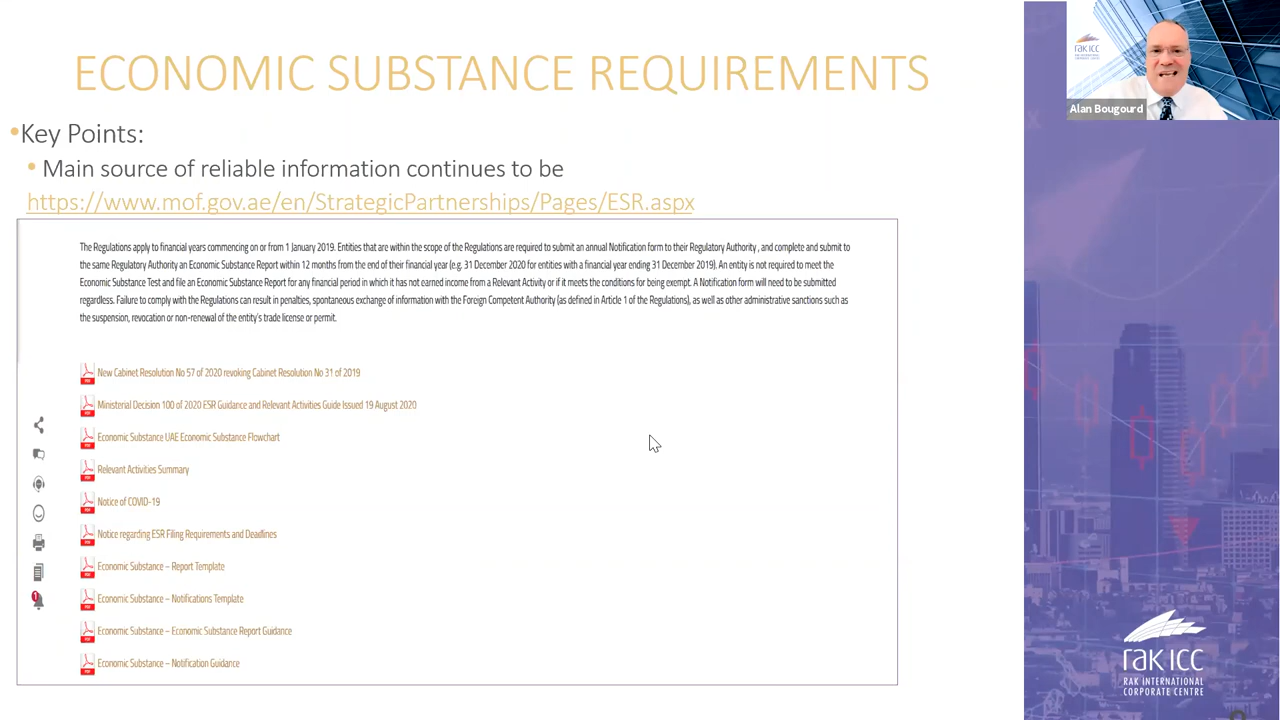 ECONOMIC SUBSTANCE REQUIREMENTS
•Key Points:
• Main source of reliable information continues to be
https://www.mof.gov.ae/en/StrategicPartnerships/Pages/ESR.aspx
The Regulations apply to financial years commencing on or from 1 January 2019. Entities that are within the scope of the Regulations are required to submit an annual Notification form to their Regulatory Authority , and complete and submit to
the same Regulatory Authority an Economic Substance Report within 12 months from the end of their financial year (e.g. 31 December 2020 for entities with a financial year ending 31 December 2019). An entity is not required to meet the
Economic Substance Test and file an Economic Substance Report for any financial period in which it has not earned income from a Relevant Activity or if it meets the conditions for being exempt. A Notification form will need to be submitted
regardless. Failure to comply with the Regulations can result in penalties, spontaneous exchange of information with the Foreign Competent Authority (as defined in Article 1 of the Regulations), as well as other administrative sanctions such as
the suspension, revocation or non-renewal of the entity's trade license or permit.
New Cabinet Resolution No 57 of 2020 revoking Cabinet Resolution No 31 of 2019
Ministerial Decision 100 of 2020 ESR Guidance and Relevant Activities Guide Issued 19 August 2020
Economic Substance UAE Economic Substance Flowchart
Relevant Activities Summary
Notice of COVID-19
Notice regarding ESR Filing Requirements and Deadlines
Economic Substance – Report Template
Economic Substance – Notifications Template
Economic Substance – Economic Substance Report Guidance
Economic Substance – Notification Guidance
1
rak icc
Alan Bougourd
rak icc
RAK INTERNATIONAL
CORPORATE CENTRE